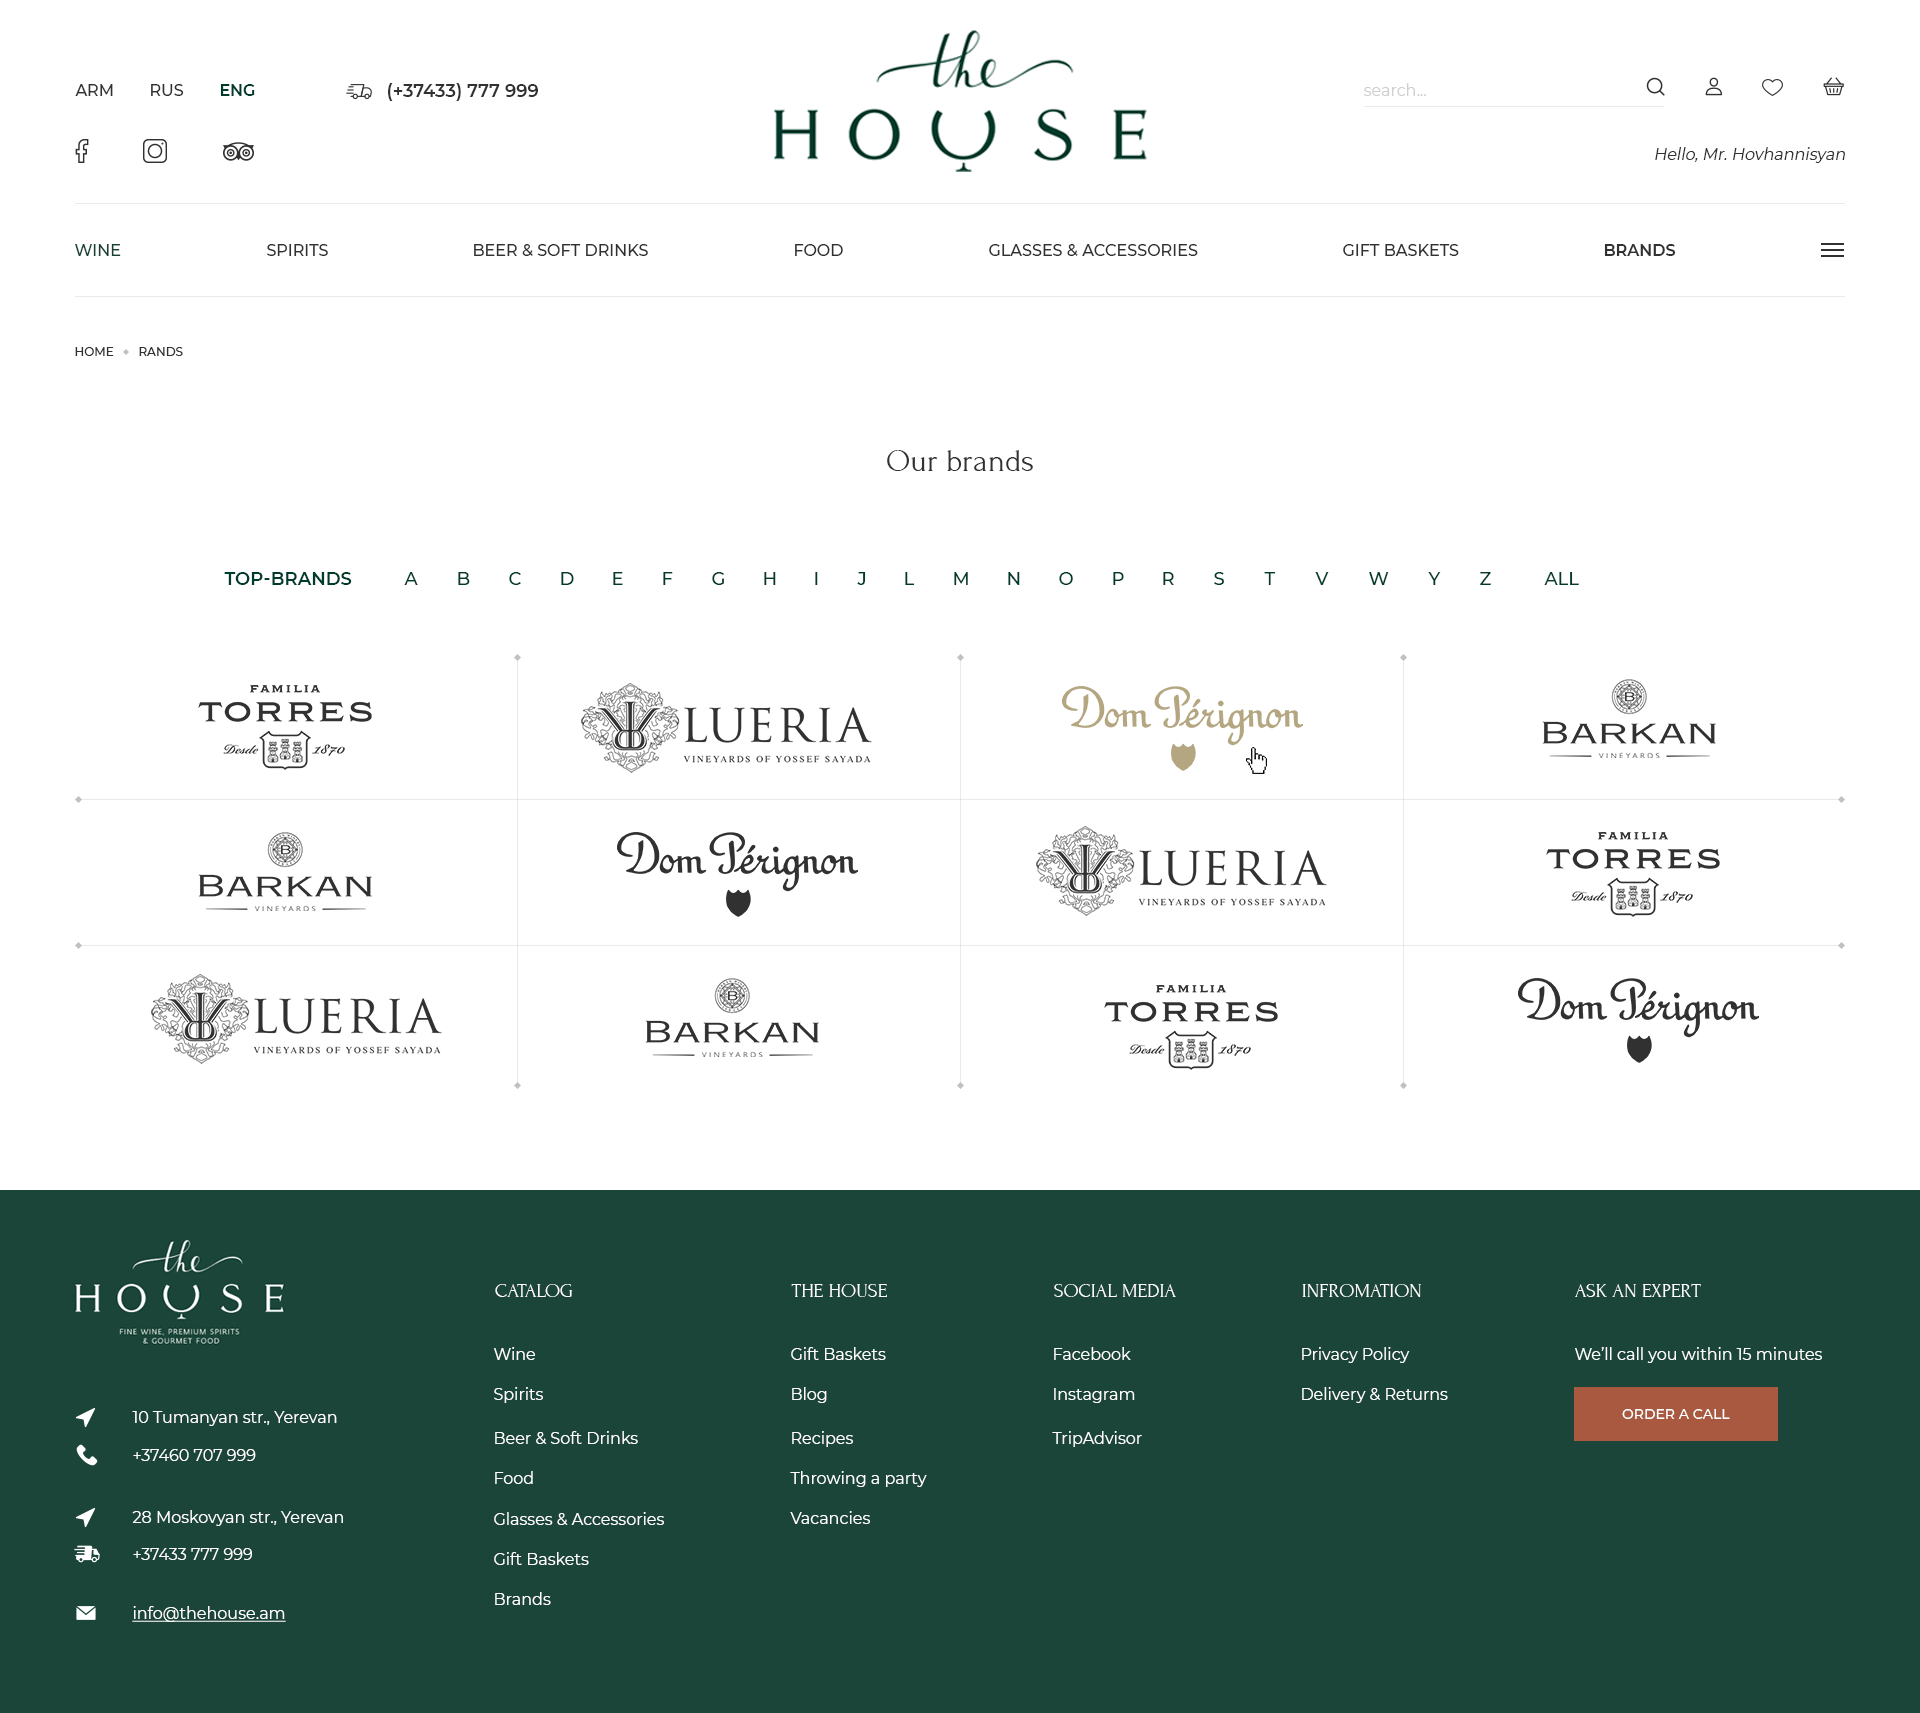 ARM RUS ENG
(+37433) 777 999
the
HOUSE
search...
Hello, Mr. Hovhannisyan
WINE SPIRITS BEER & SOFT DRINKS FOOD GLASSES & ACCESSORIES GIFT BASKETS BRANDS
HOME RANDS
Our brands
TOP-BRANDS A B C D E F G H I J L M N O P R S T V W Y Z ALL
FAMILIA
TORRES
Desde 1870
LUERIA
VINEYARDS OF YOSSEF SAYADA
Dom Pérignon
B
BARKAN
VINEYARDS
B
BARKAN
VINEYARDS
Dom Pérignon
LUERIA
VINEYARDS OF YOSSEF SAYADA
FAMILIA
TORRES
Desde 1870
LUERIA
VINEYARDS OF YOSSEF SAYADA
B
BARKAN
VINEYARDS
FAMILIA
TORRES
Desde 1870
Dom Pérignon
the
HOUSE
FINE WINE, PREMIUM SPIRITS
& GOURMET FOOD
10 Tumanyan str., Yerevan
+37460 707 999
28 Moskovyan str., Yerevan
+37433 777 999
info@thehouse.am
CATALOG
Wine
Spirits
Beer & Soft Drinks
Food
Glasses & Accessories
Gift Baskets
Brands
THE HOUSE
Gift Baskets
Blog
Recipes
Throwing a party
Vacancies
SOCIAL MEDIA
Facebook
Instagram
TripAdvisor
INFROMATION
Privacy Policy
Delivery & Returns
ASK AN EXPERT
We'll call you within 15 minutes
ORDER A CALL